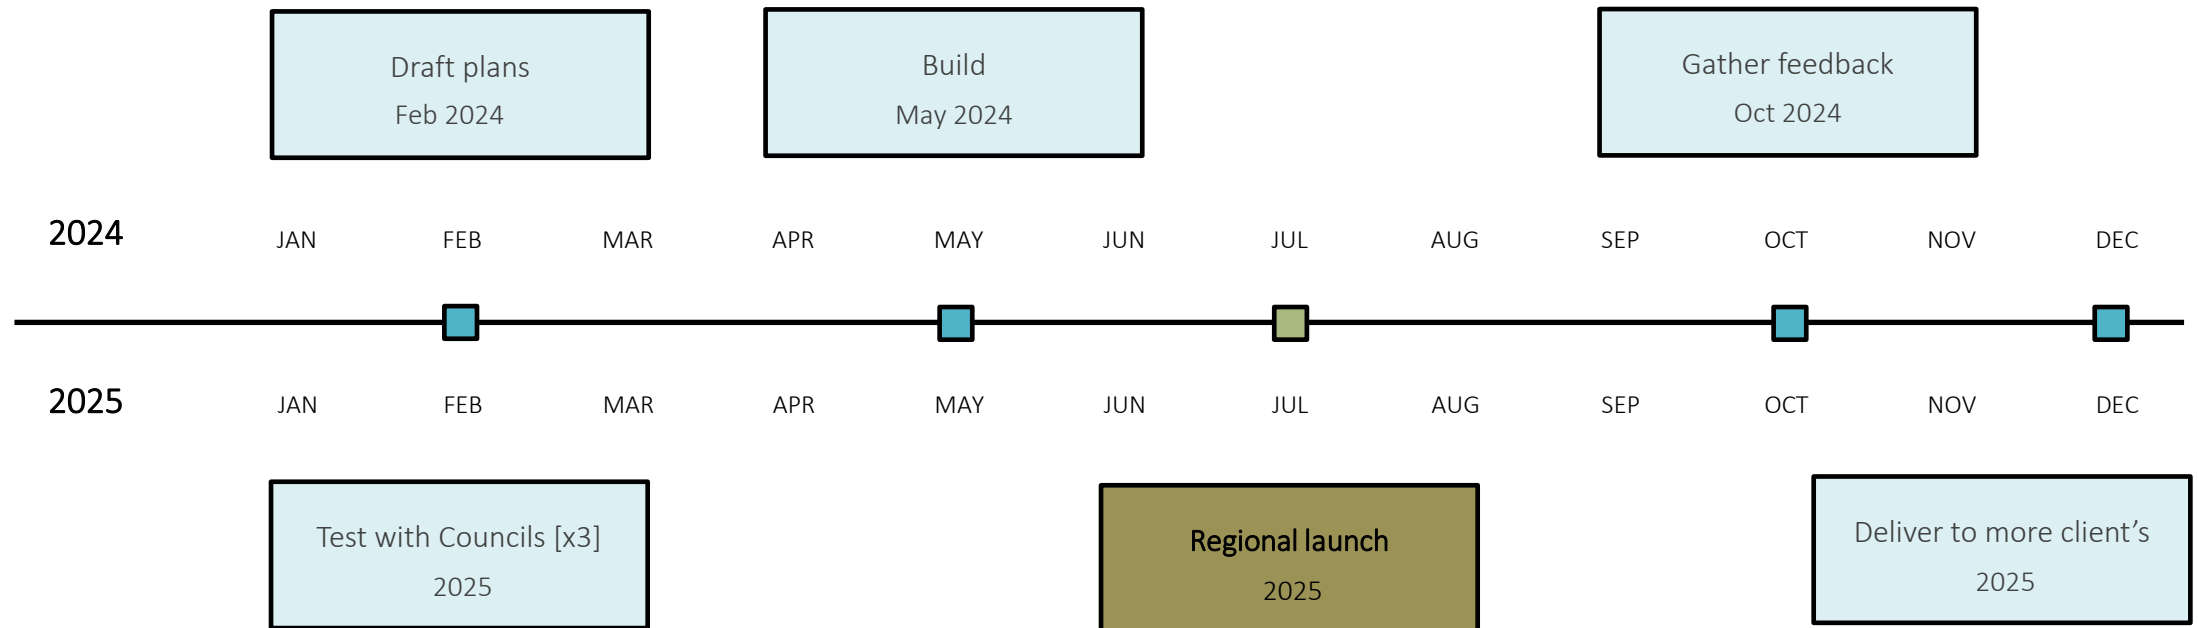 Draft plans
Feb 2024
Build
May 2024
Gather feedback
Oct 2024
2024 JAN FEB MAR APR MAY JUN JUL AUG SEP OCT NOV DEC
2025 JAN FEB MAR APR MAY JUN JUL AUG SEP OCT NOV DEC
Test with Councils [x3]
2025
Regional launch
2025
Deliver to more client’s
2025